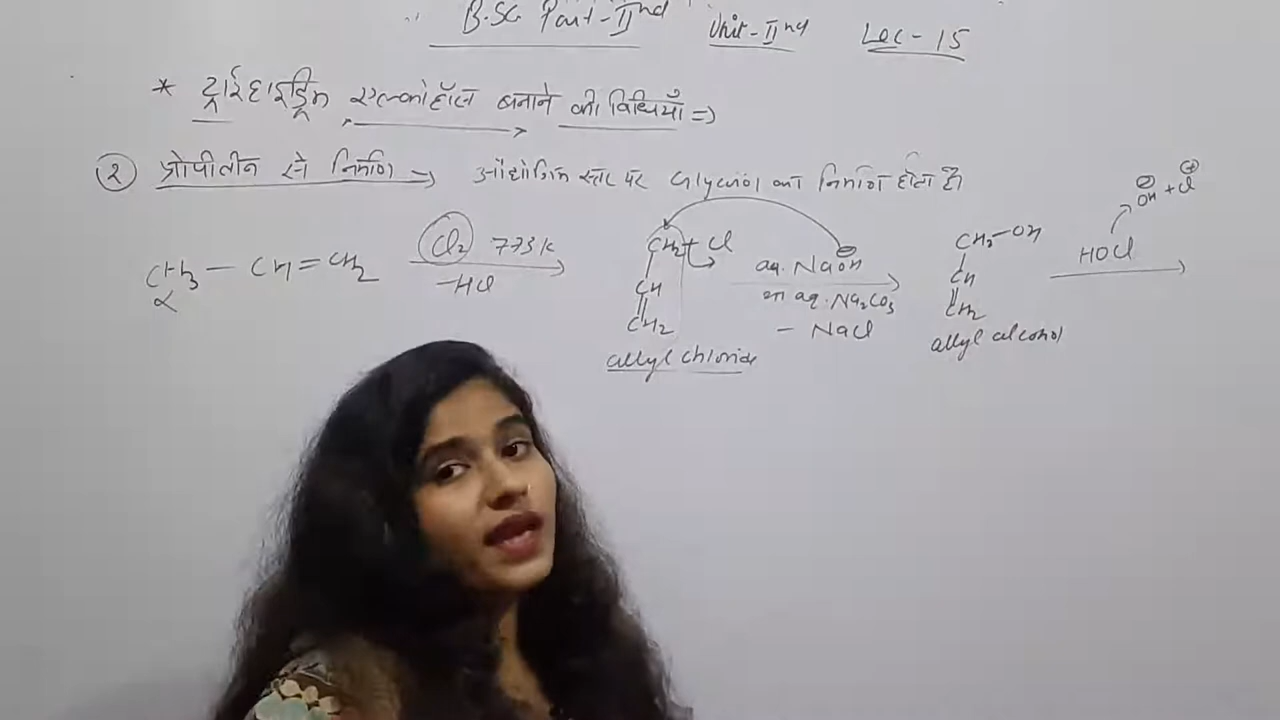 B.SC Part-IInd Unit-IInd Lec-15
* ट्राईहाइड्रिक एल्कोहॉल बनाने की विधियाँ =>
② प्रोपीलीन से निर्माण → औद्योगिक स्तर पर Glycerol का निर्माण होता है।
CH3 — CH = CH2
α
Cl2 773K
-HCl
CH2 Cl
CH
CH2
allyl chloride
aq. NaOH
or aq. Na2CO3
- NaCl
CH2-OH
CH
CH2
allyl alcohol
HOCl
OH + Cl